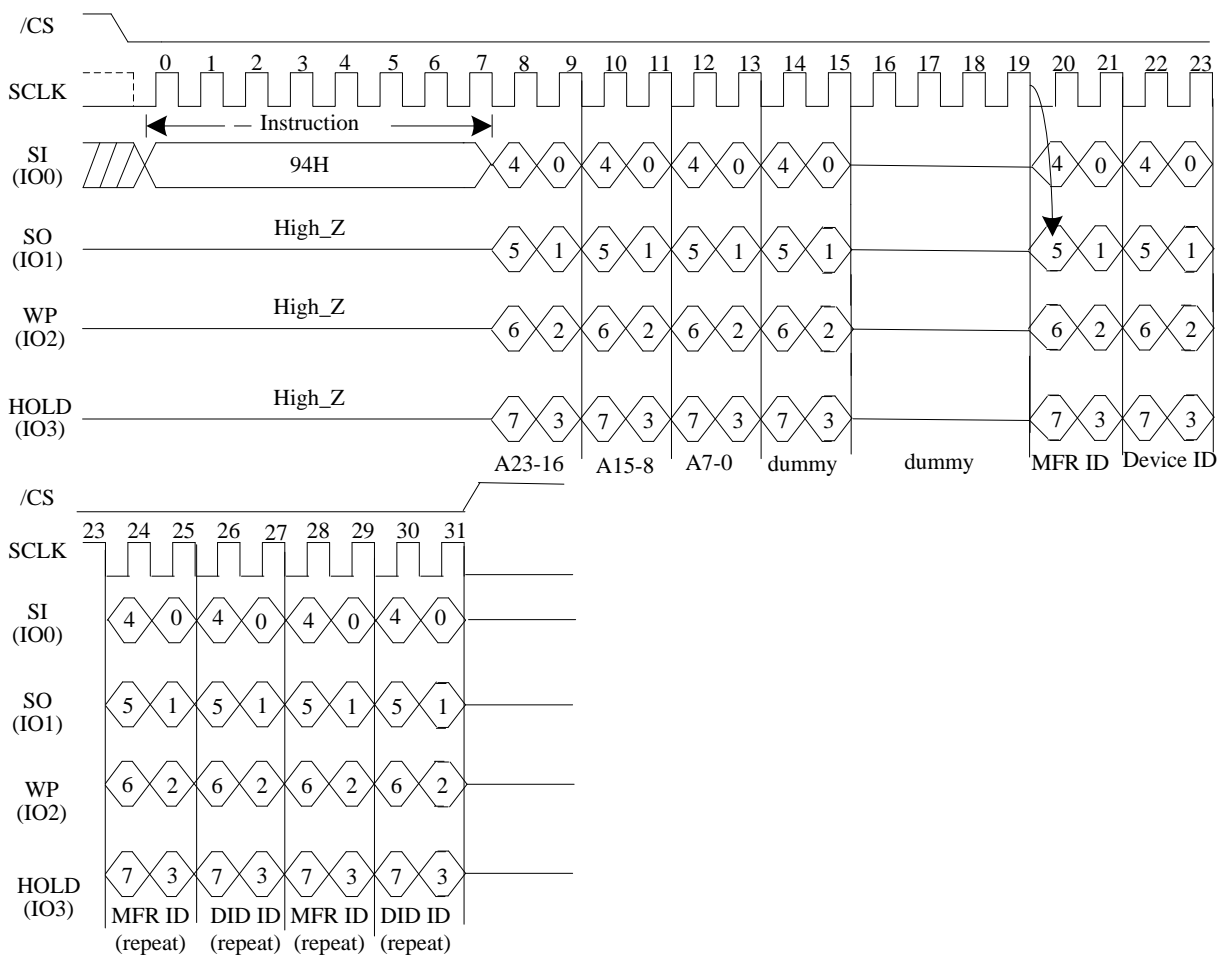 /CS
0 1 2 3 4 5 6 7 8 9 10 11 12 13 14 15 16 17 18 19 20 21 22 23
SCLK
Instruction
SI
(IO0)
94H
4 0 4 0 4 0 4 0 4 0 4 0
SO
(IO1)
High_Z
5 1 5 1 5 1 5 1 5 1 5 1
WP
(IO2)
High_Z
6 2 6 2 6 2 6 2 6 2 6 2
HOLD
(IO3)
High_Z
7 3 7 3 7 3 7 3 7 3 7 3
A23-16 A15-8 A7-0 dummy dummy MFR ID Device ID
/CS
23 24 25 26 27 28 29 30 31
SCLK
SI
(IO0)
4 0 4 0 4 0 4 0
SO
(IO1)
5 1 5 1 5 1 5 1
WP
(IO2)
6 2 6 2 6 2 6 2
HOLD
(IO3)
7 3 7 3 7 3 7 3
MFR ID DID ID MFR ID DID ID
(repeat) (repeat) (repeat) (repeat)